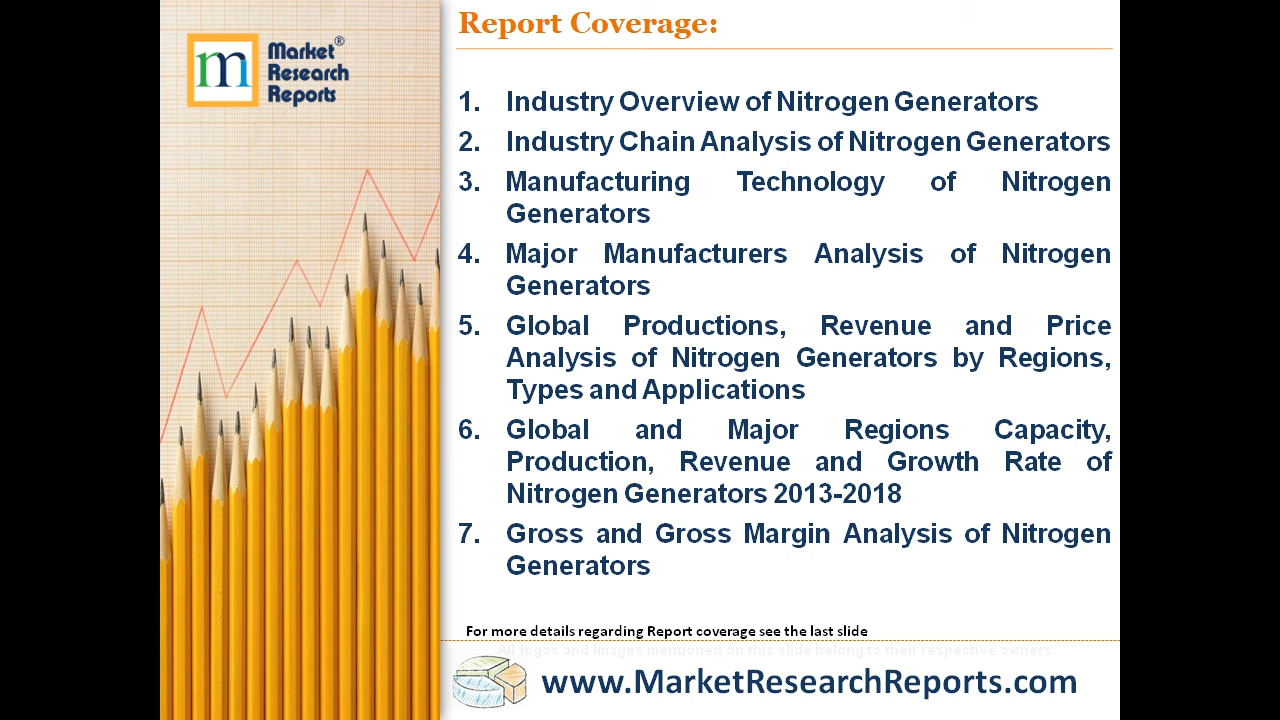 Report Coverage:
m
Market®
Research
Reports
1. Industry Overview of Nitrogen Generators
2. Industry Chain Analysis of Nitrogen Generators
3. Manufacturing Technology of Nitrogen
Generators
4. Major Manufacturers Analysis of Nitrogen
Generators
5. Global Productions, Revenue and Price
Analysis of Nitrogen Generators by Regions,
Types and Applications
6. Global and Major Regions Capacity,
Production, Revenue and Growth Rate of
Nitrogen Generators 2013-2018
7. Gross and Gross Margin Analysis of Nitrogen
Generators
For more details regarding Report coverage see the last slide
All logos and Images mentioned on this slide belong to their respective owners.
www.MarketResearchReports.com